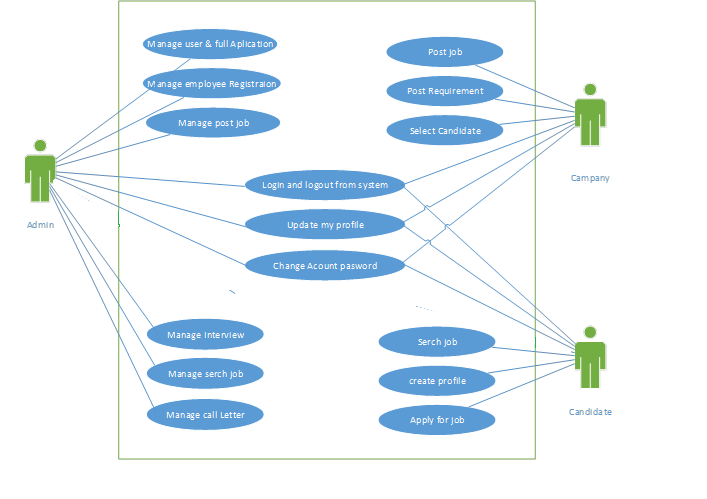 Manage user & full Aplication
Manage employee Registraion
Manage post job
Post job
Post Requirement
Select Candidate
Campany
Admin
Login and logout from system
Update my profile
Change Acount pasword
Manage Interview
Manage serch job
Manage call Letter
Serch job
create profile
Apply for job
Candidate